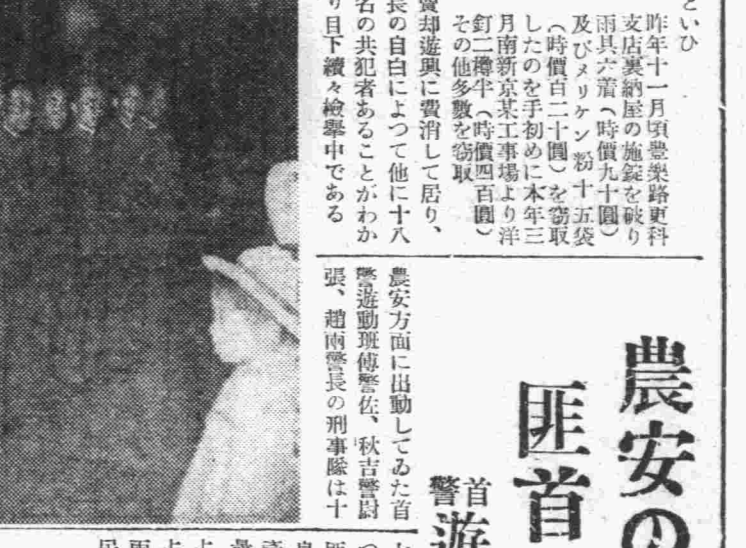 といひ
昨年十一月頃豊樂路更科
支店裏納屋の施錠を破り
雨具六着（時價九十圓）
及びメリケン粉十五袋
（時價百二十圓）を窃取
したのを手初めに本年三
月南新京某工事場より洋
釘二樽半（時價四百圓）
その他多數を窃取
賣却遊興に費消して居り、
長の自白によつて他に十八
名の共犯者あることがわか
り目下續々檢擧中である
農安の
匪首
首
警遊
農安方面に出動してゐた首
警遊動班傅警佐、秋吉警尉
張、趙兩警長の刑事隊は十